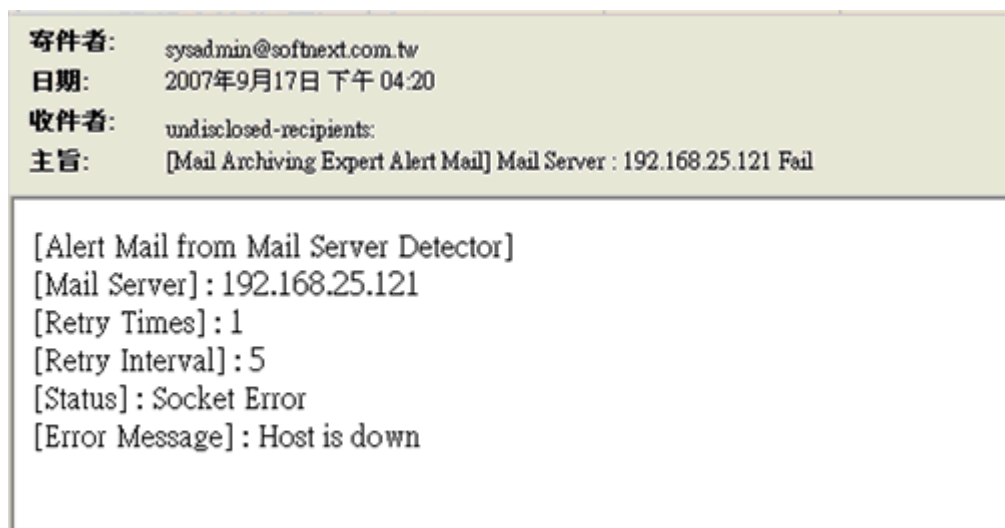 寄件者: sysadmin@softnext.com.tw
日期: 2007年9月17日 下午 04:20
收件者: undisclosed-recipients:
主旨: [Mail Archiving Expert Alert Mail] Mail Server : 192.168.25.121 Fail
[Alert Mail from Mail Server Detector]
[Mail Server] : 192.168.25.121
[Retry Times] : 1
[Retry Interval] : 5
[Status] : Socket Error
[Error Message] : Host is down